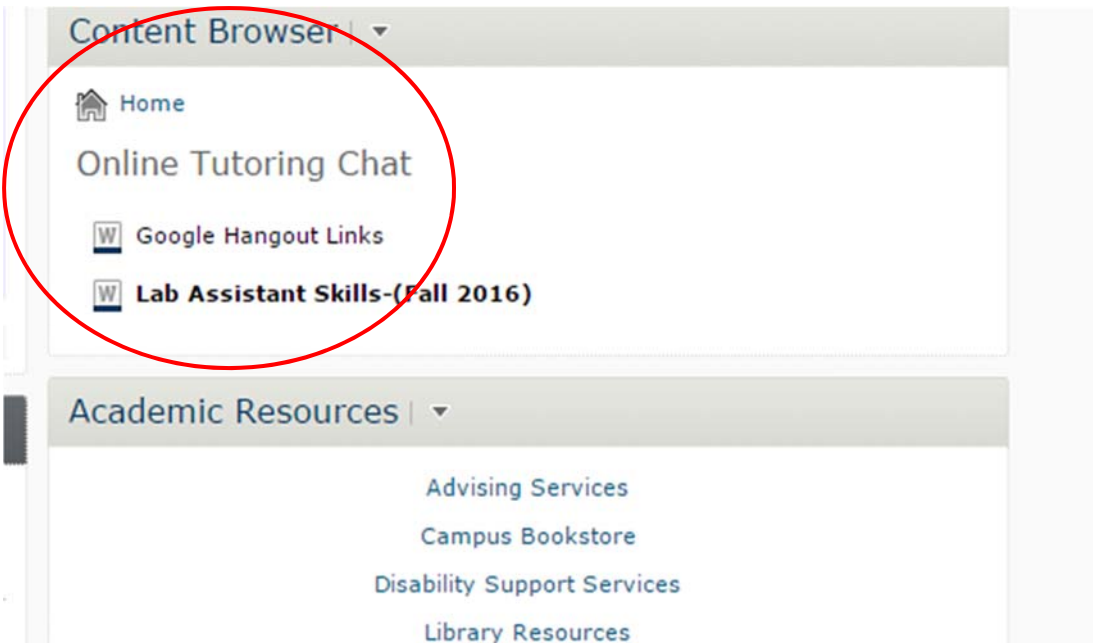 Content Browser
Home
Online Tutoring Chat
W Google Hangout Links
W Lab Assistant Skills-(Fall 2016)
Academic Resources
Advising Services
Campus Bookstore
Disability Support Services
Library Resources